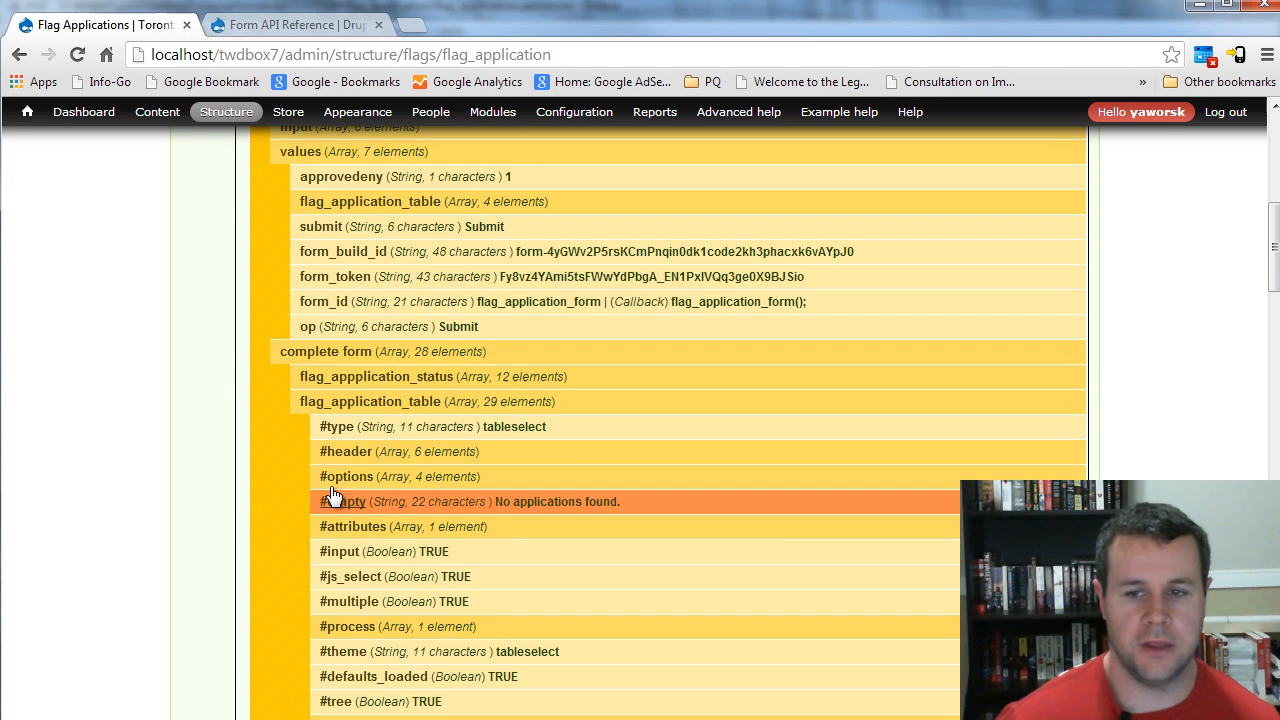 Flag Applications | Toront
Form API Reference | Drup
localhost/twdbox7/admin/structure/flags/flag_application
Apps Info-Go Google Bookmark Google - Bookmarks Google Analytics Home: Google AdSe... PQ Welcome to the Leg... Consultation on Im... » Other bookmarks
Dashboard Content Structure Store Appearance People Modules Configuration Reports Advanced help Example help Help Hello yaworsk Log out
input (Array, 6 elements)
values (Array, 7 elements)
approvedeny (String, 1 characters ) 1
flag_application_table (Array, 4 elements)
submit (String, 6 characters ) Submit
form_build_id (String, 48 characters ) form-4yGWv2P5rsKCmPnqin0dk1code2kh3phacxk6vAYpJ0
form_token (String, 43 characters ) Fy8vz4YAmi5tsFWwYdPbgA_EN1PxIVQq3ge0X9BJSio
form_id (String, 21 characters ) flag_application_form | (Callback) flag_application_form();
op (String, 6 characters ) Submit
complete form (Array, 28 elements)
flag_appplication_status (Array, 12 elements)
flag_application_table (Array, 29 elements)
#type (String, 11 characters ) tableselect
#header (Array, 6 elements)
#options (Array, 4 elements)
(String, 22 characters ) No applications found.
#attributes (Array, 1 element)
#input (Boolean) TRUE
#js_select (Boolean) TRUE
#multiple (Boolean) TRUE
#process (Array, 1 element)
#theme (String, 11 characters ) tableselect
#defaults_loaded (Boolean) TRUE
#tree (Boolean) TRUE